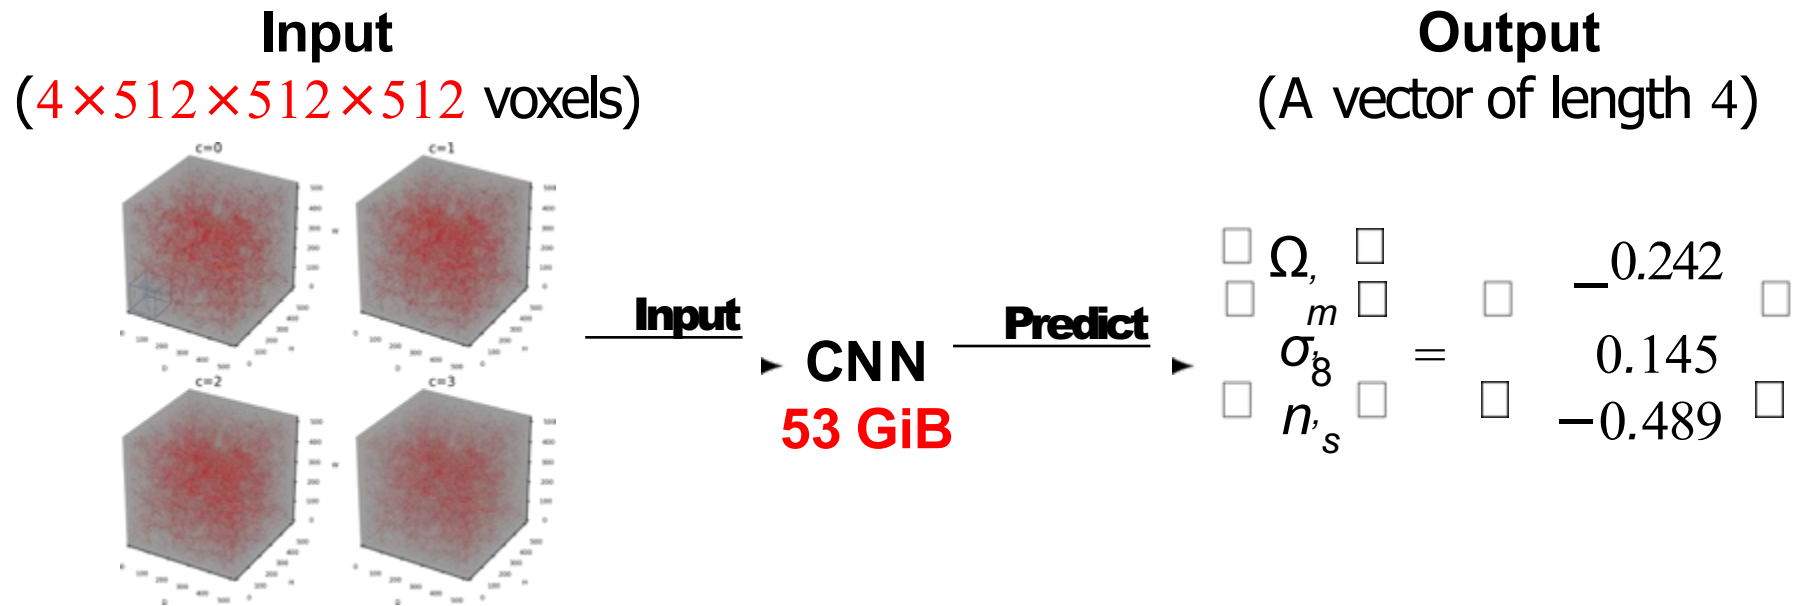 Input
(4×512×512×512 voxels)
c=0
c=1
c=2
c=3
Input
CNN
53 GiB
Predict
Output
(A vector of length 4)
Ω,
m
σ,
8
n,
s
=
−0.242
0.145
−0.489